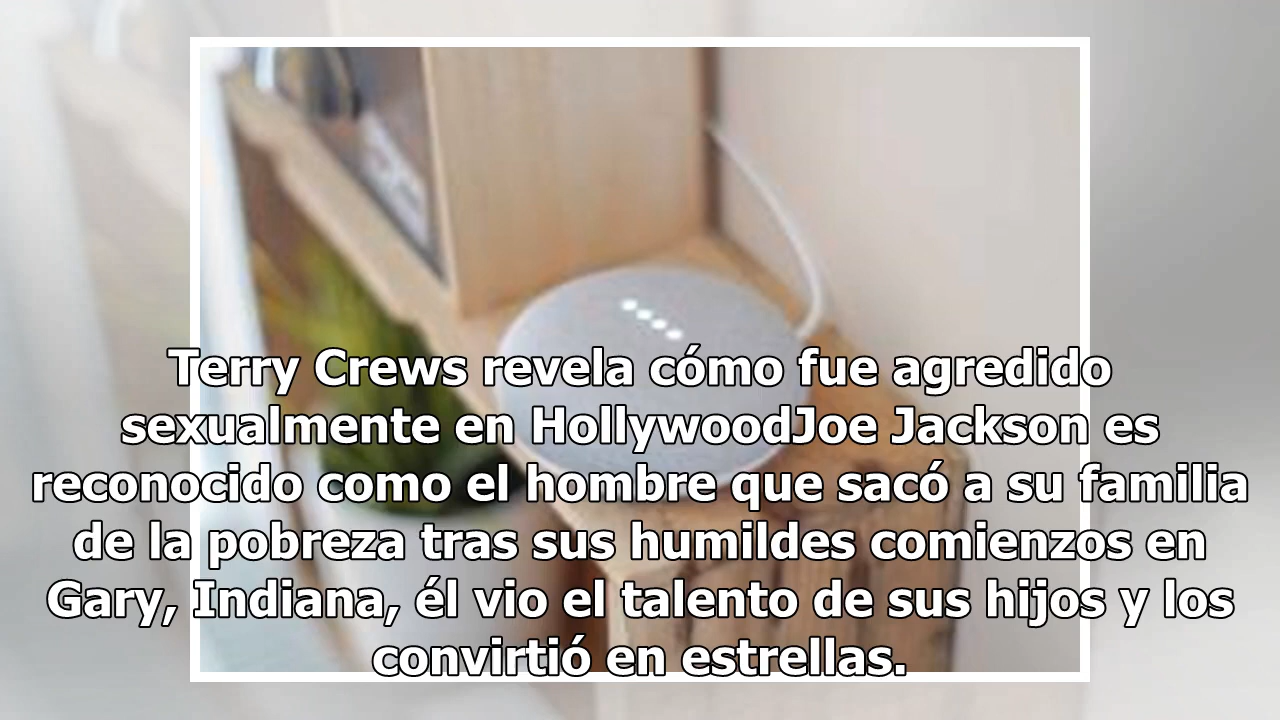 Terry Crews revela cómo fue agredido
sexualmente en HollywoodJoe Jackson es
reconocido como el hombre que sacó a su familia
de la pobreza tras sus humildes comienzos en
Gary, Indiana, él vio el talento de sus hijos y los
convirtió en estrellas.